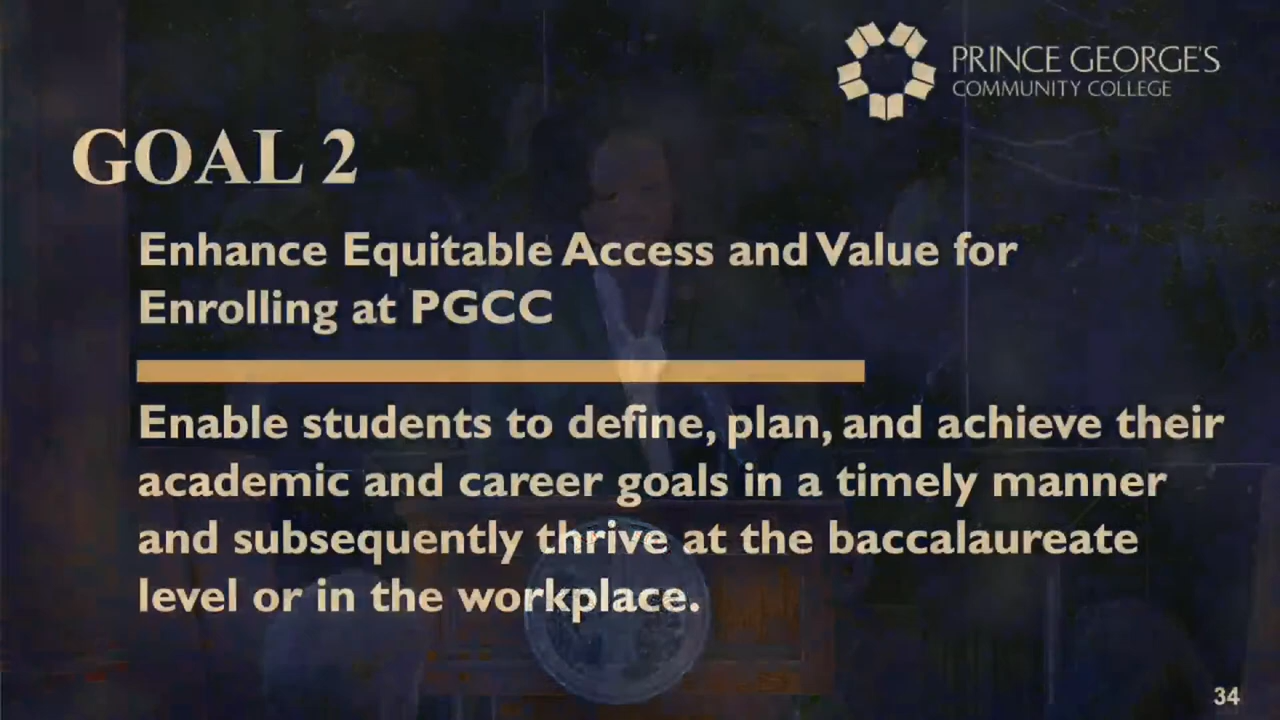 PRINCE GEORGE'S
COMMUNITY COLLEGE
GOAL 2
Enhance Equitable Access and Value for
Enrolling at PGCC
Enable students to define, plan, and achieve their
academic and career goals in a timely manner
and subsequently thrive at the baccalaureate
level or in the workplace.
34